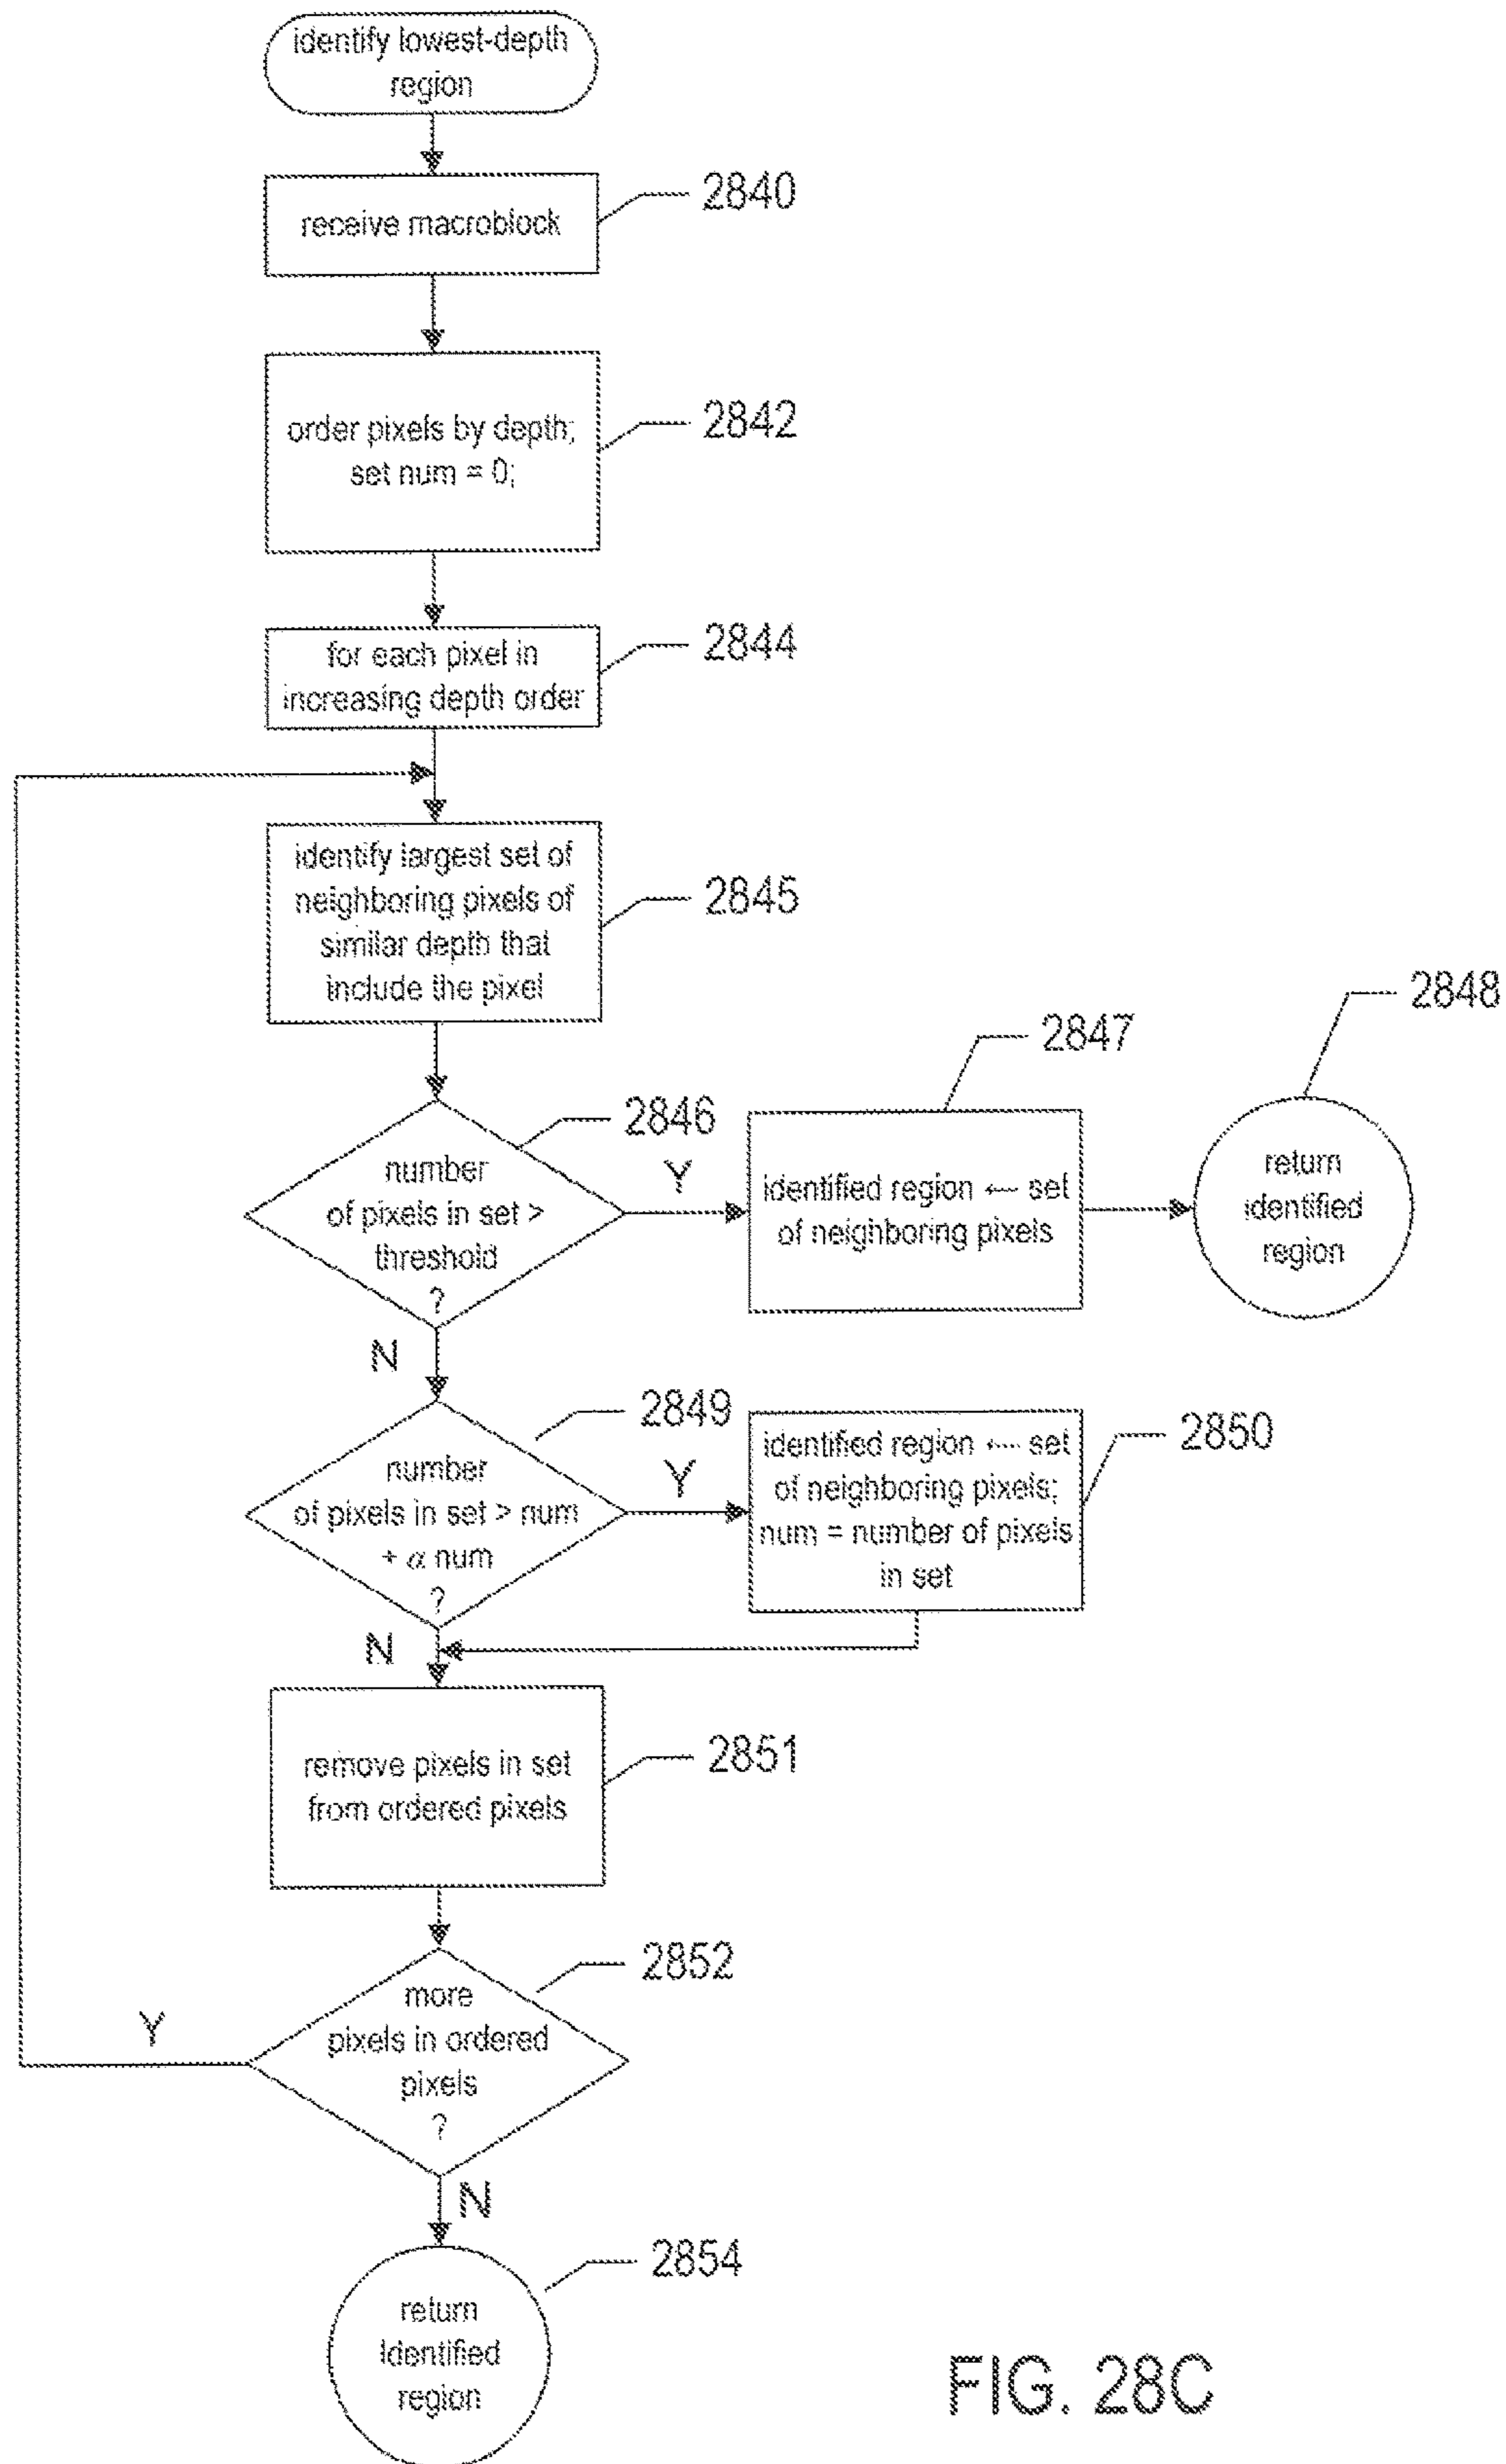 identify lowest-depth
region
2840
receive macroblock
2842
order pixels by depth;
set num = 0;
2844
for each pixel in
increasing depth order
identify largest set of
neighboring pixels of
similar depth that
include the pixel
2845
2846
number
of pixels in set >
threshold
?
Y
N
2847
identified region ← set
of neighboring pixels
2848
return
identified
region
2849
number
of pixels in set > num
+ α num
?
Y
N
2850
identified region ← set
of neighboring pixels;
num = number of pixels
in set
2851
remove pixels in set
from ordered pixels
2852
more
pixels in ordered
pixels
?
Y
N
2854
return
Identified
region
FIG. 28C